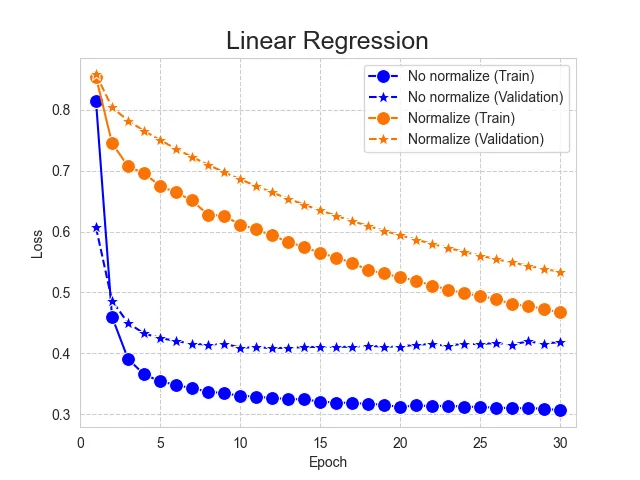 Linear Regression
No normalize (Train)
No normalize (Validation)
Normalize (Train)
Normalize (Validation)
Loss
0.8
0.7
0.6
0.5
0.4
0.3
0 5 10 15 20 25 30
Epoch